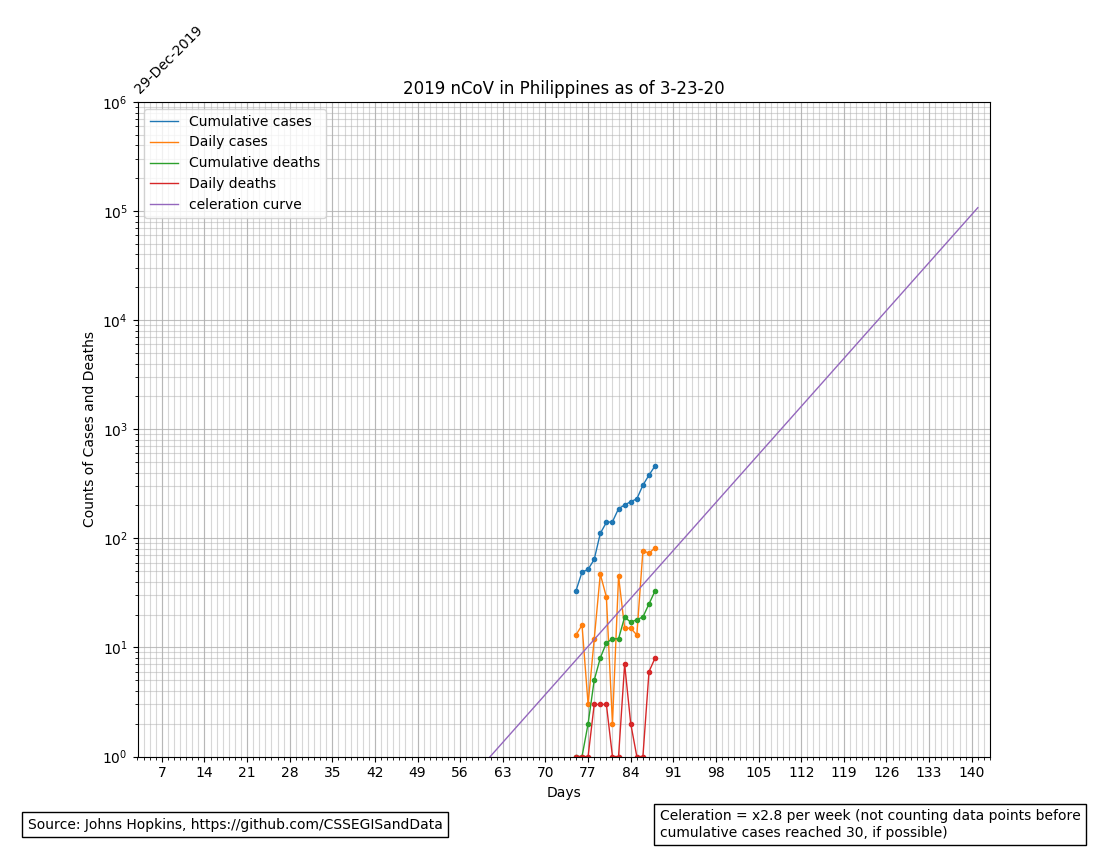 29-Dec-2019
2019 nCoV in Philippines as of 3-23-20
Cumulative cases
Daily cases
Cumulative deaths
Daily deaths
celeration curve
10^6
10^5
10^4
10^3
10^2
10^1
10^0
Counts of Cases and Deaths
7 14 21 28 35 42 49 56 63 70 77 84 91 98 105 112 119 126 133 140
Days
Source: Johns Hopkins, https://github.com/CSSEGISandData
Celeration = x2.8 per week (not counting data points before
cumulative cases reached 30, if possible)